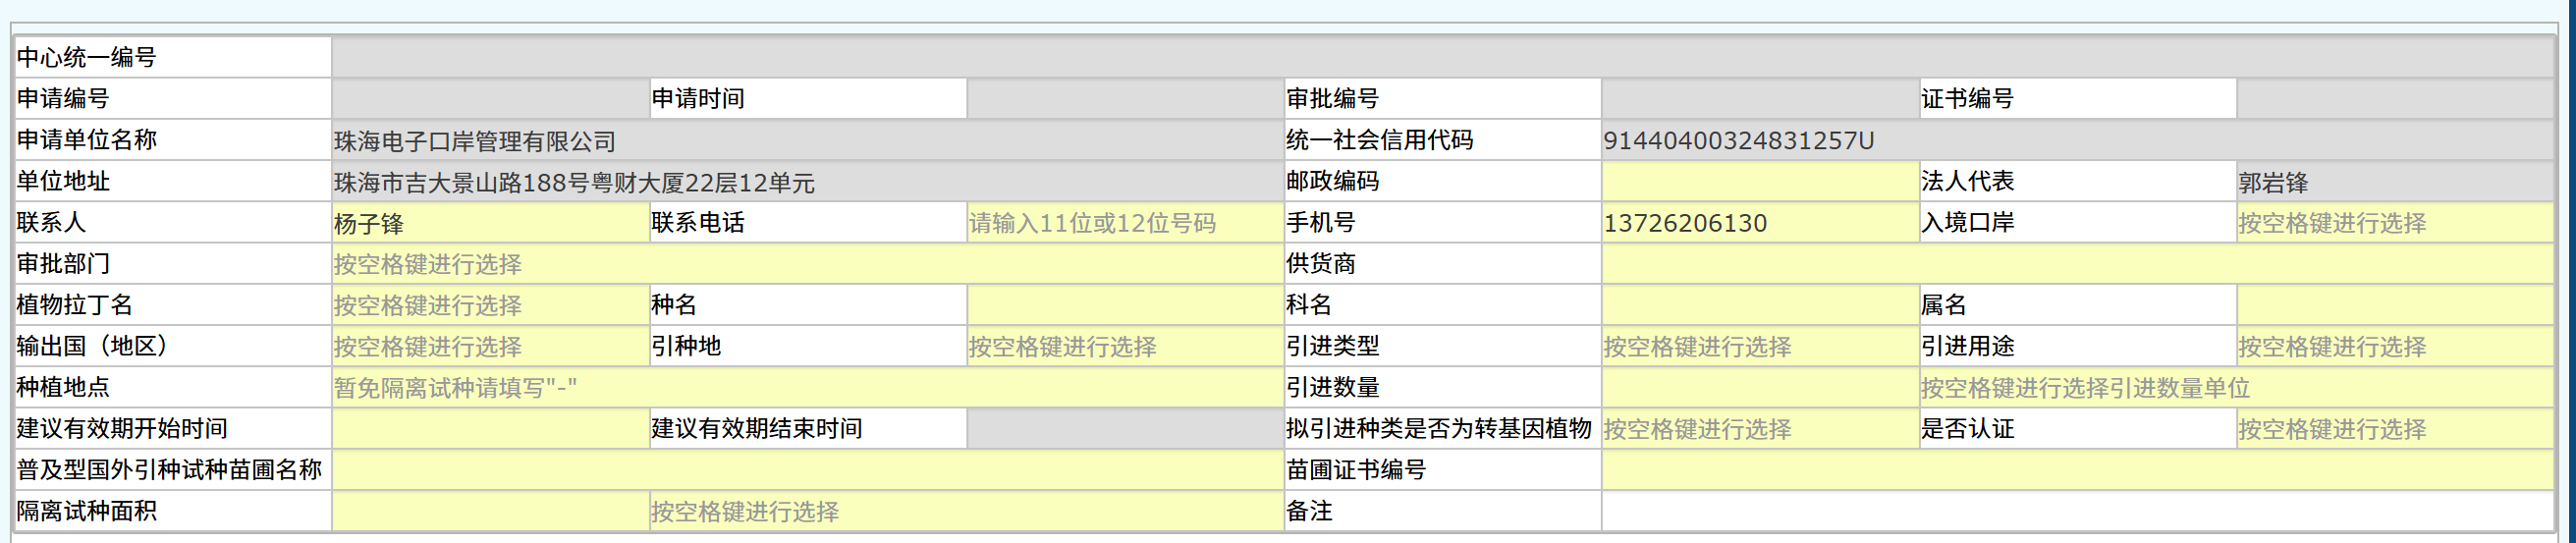 中心统一编号
申请编号 申请时间 审批编号 证书编号
申请单位名称 珠海电子口岸管理有限公司 统一社会信用代码 91440400324831257U
单位地址 珠海市吉大景山路188号粤财大厦22层12单元 邮政编码 法人代表 郭岩锋
联系人 杨子锋 联系电话 请输入11位或12位号码 手机号 13726206130 入境口岸 按空格键进行选择
审批部门 按空格键进行选择 供货商
植物拉丁名 按空格键进行选择 种名 科名 属名
输出国（地区） 按空格键进行选择 引种地 按空格键进行选择 引进类型 按空格键进行选择 引进用途 按空格键进行选择
种植地点 暂免隔离试种请填写"-" 引进数量 按空格键进行选择引进数量单位
建议有效期开始时间 建议有效期结束时间 拟引进种类是否为转基因植物 按空格键进行选择 是否认证 按空格键进行选择
普及型国外引种试种苗圃名称 苗圃证书编号
隔离试种面积 按空格键进行选择 备注